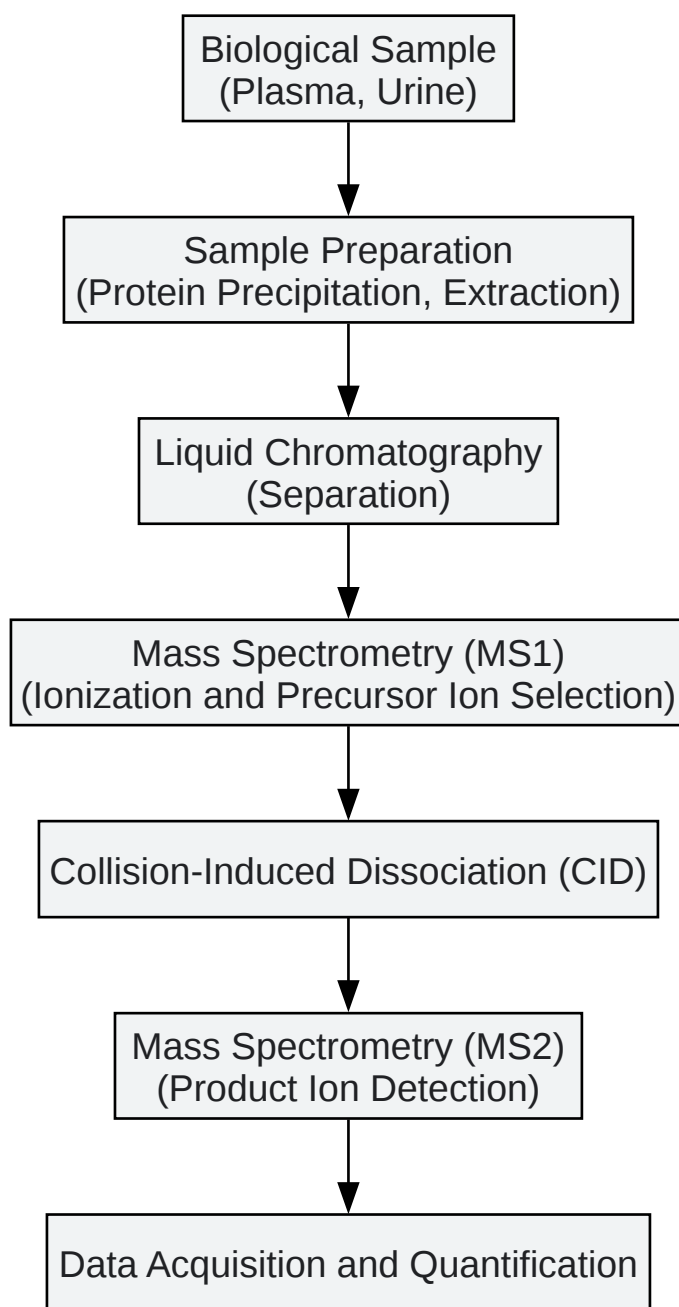 Biological Sample
(Plasma, Urine)
Sample Preparation
(Protein Precipitation, Extraction)
Liquid Chromatography
(Separation)
Mass Spectrometry (MS1)
(Ionization and Precursor Ion Selection)
Collision-Induced Dissociation (CID)
Mass Spectrometry (MS2)
(Product Ion Detection)
Data Acquisition and Quantification